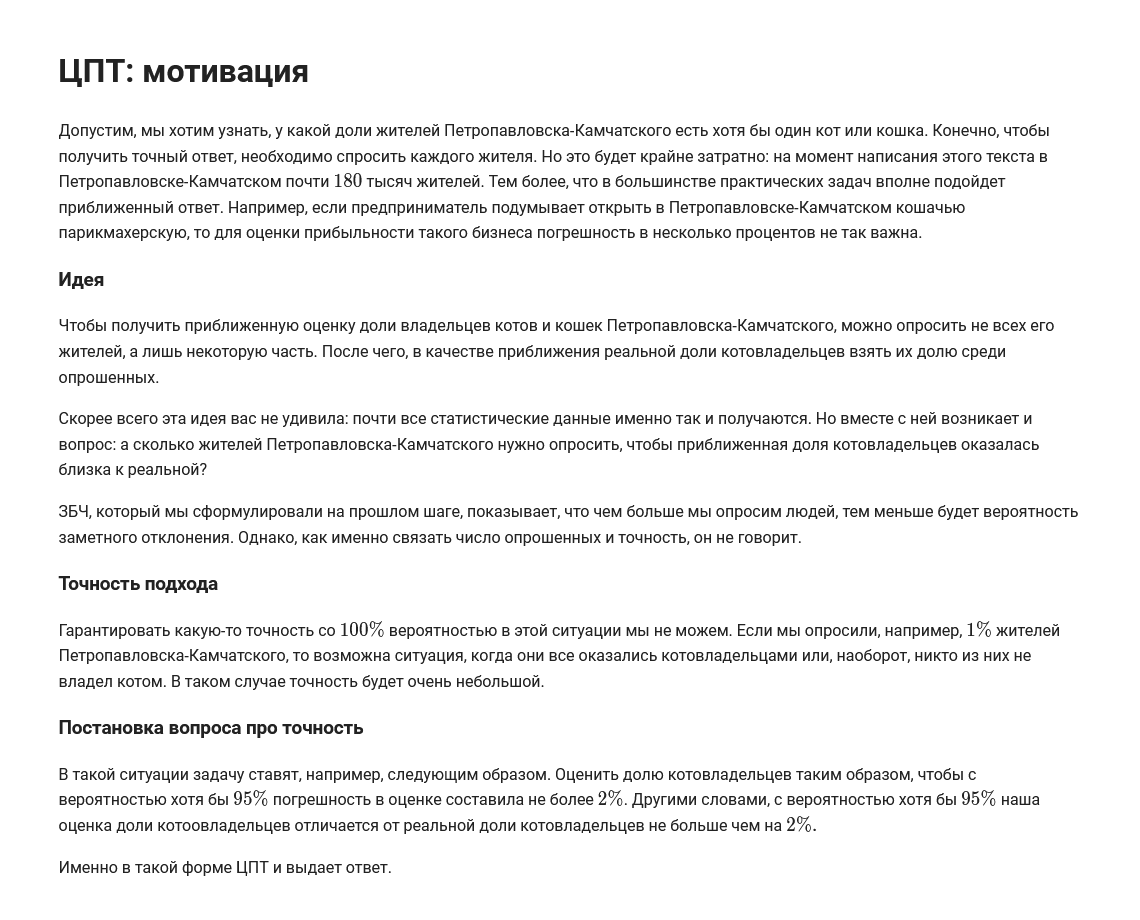 ЦПТ: мотивация
Допустим, мы хотим узнать, у какой доли жителей Петропавловска-Камчатского есть хотя бы один кот или кошка. Конечно, чтобы
получить точный ответ, необходимо спросить каждого жителя. Но это будет крайне затратно: на момент написания этого текста в
Петропавловске-Камчатском почти 180 тысяч жителей. Тем более, что в большинстве практических задач вполне подойдет
приближенный ответ. Например, если предприниматель подумывает открыть в Петропавловске-Камчатском кошачью
парикмахерскую, то для оценки прибыльности такого бизнеса погрешность в несколько процентов не так важна.
Идея
Чтобы получить приближенную оценку доли владельцев котов и кошек Петропавловска-Камчатского, можно опросить не всех его
жителей, а лишь некоторую часть. После чего, в качестве приближения реальной доли котовладельцев взять их долю среди
опрошенных.
Скорее всего эта идея вас не удивила: почти все статистические данные именно так и получаются. Но вместе с ней возникает и
вопрос: а сколько жителей Петропавловска-Камчатского нужно опросить, чтобы приближенная доля котовладельцев оказалась
близка к реальной?
ЗБЧ, который мы сформулировали на прошлом шаге, показывает, что чем больше мы опросим людей, тем меньше будет вероятность
заметного отклонения. Однако, как именно связать число опрошенных и точность, он не говорит.
Точность подхода
Гарантировать какую-то точность со 100% вероятностью в этой ситуации мы не можем. Если мы опросили, например, 1% жителей
Петропавловска-Камчатского, то возможна ситуация, когда они все оказались котовладельцами или, наоборот, никто из них не
владел котом. В таком случае точность будет очень небольшой.
Постановка вопроса про точность
В такой ситуации задачу ставят, например, следующим образом. Оценить долю котовладельцев таким образом, чтобы с
вероятностью хотя бы 95% погрешность в оценке составила не более 2%. Другими словами, с вероятностью хотя бы 95% наша
оценка доли котоовладельцев отличается от реальной доли котовладельцев не больше чем на 2%.
Именно в такой форме ЦПТ и выдает ответ.